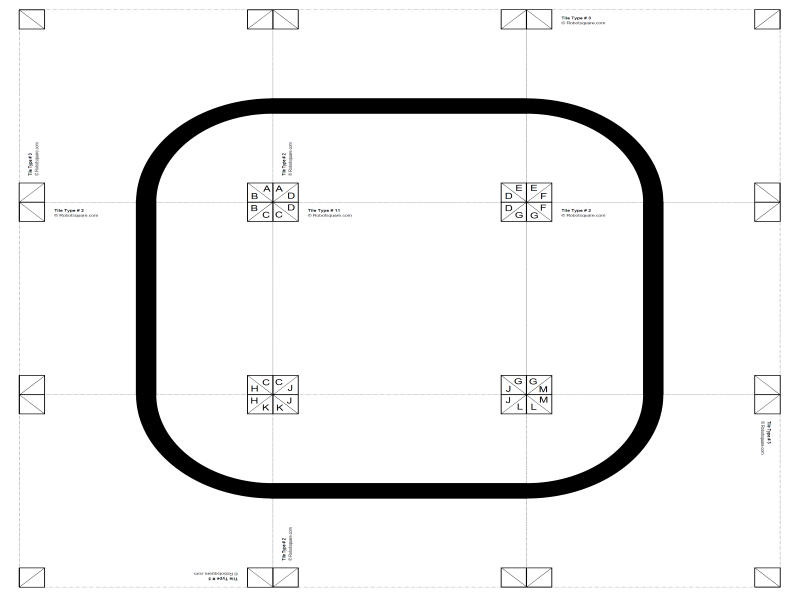 Tile Type # 3
© Robotsquare.com
Tile Type # 3
© Robotsquare.com
Tile Type # 2
© Robotsquare.com
A A
B D
B D
C C
E E
D F
D F
G G
Tile Type # 2
© Robotsquare.com
Tile Type # 11
© Robotsquare.com
Tile Type # 2
© Robotsquare.com
C C
H J
H J
K K
G G
J M
J M
L L
Tile Type # 3
© Robotsquare.com
Tile Type # 2
© Robotsquare.com
Tile Type # 3
© Robotsquare.com